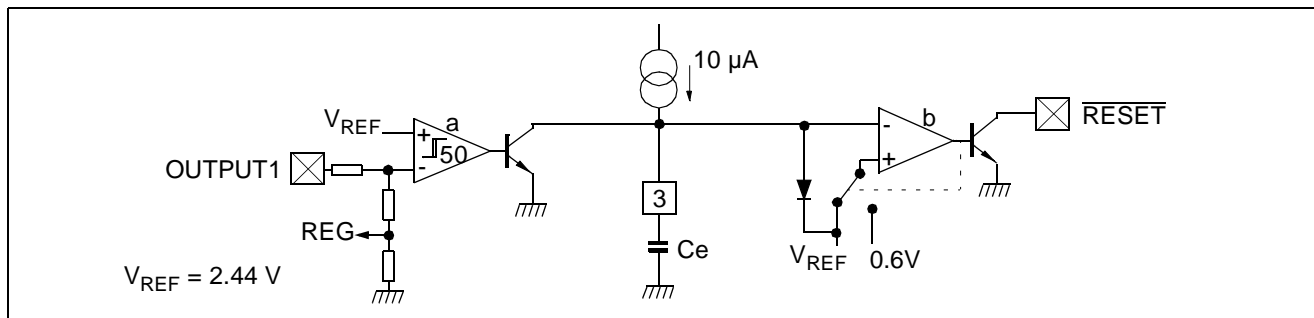 10 µA
V_REF
+
a
50
-
OUTPUT1
REG
V_REF = 2.44 V
3
Ce
-
b
+
RESET
V_REF
0.6V